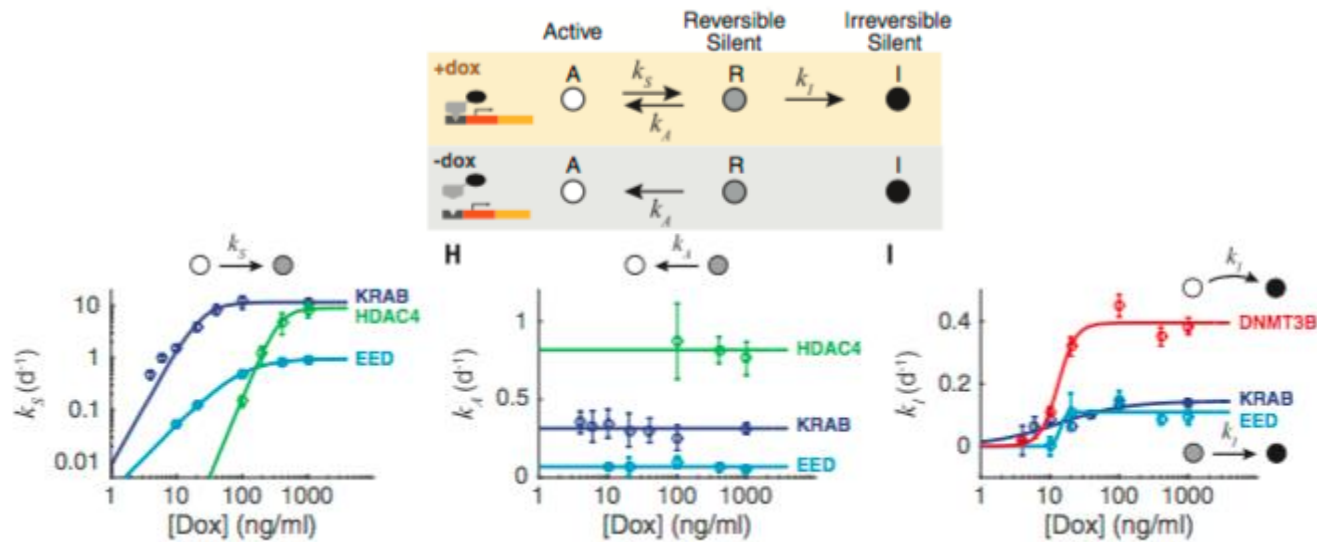 Active
Reversible Silent
Irreversible Silent
+dox
A
k_S
k_A
R
k_I
I
-dox
A
k_A
R
I
k_S
KRAB
HDAC4
EED
k_S (d⁻¹)
10
1
0.1
0.01
1 10 100 1000
[Dox] (ng/ml)
H
k_A
HDAC4
KRAB
EED
k_A (d⁻¹)
1
0.5
0
1 10 100 1000
[Dox] (ng/ml)
I
k_I
DNMT3B
KRAB
EED
k_I
k_I (d⁻¹)
0.4
0.2
0
1 10 100 1000
[Dox] (ng/ml)